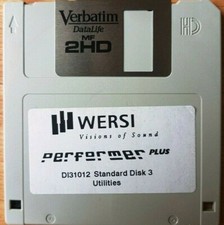 Verbatim
DataLife
MF
2HD
HD
WERSI
Visions of Sound
PERFORMER PLUS
DI31012 Standard Disk 3
Utilities